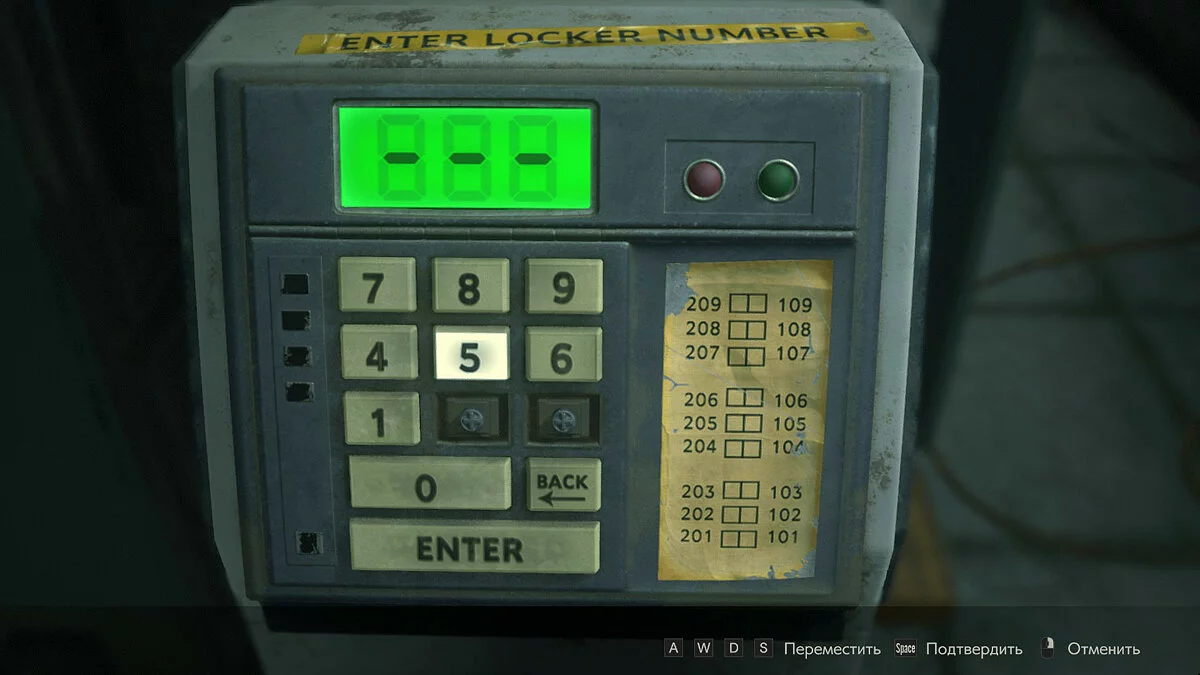 ENTER LOCKER NUMBER
- - -
7 8 9
4 5 6
1
0 BACK
ENTER
209 109
208 108
207 107
206 106
205 105
204 104
203 103
202 102
201 101
A W D S Переместить Space Подтвердить Отменить